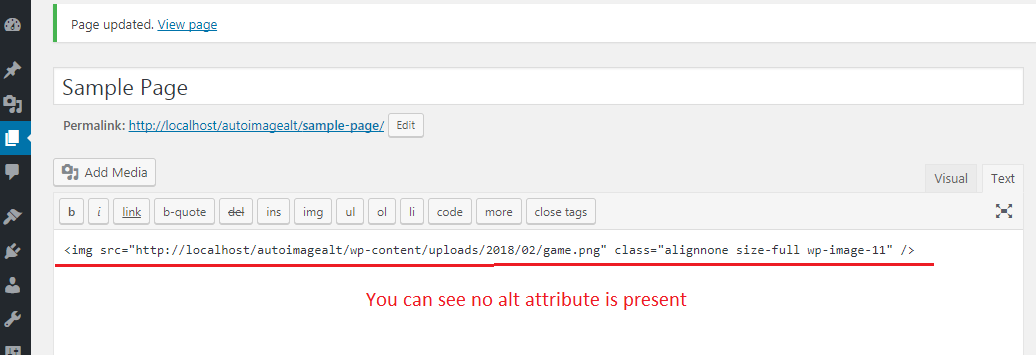 Page updated. View page
Sample Page
Permalink: http://localhost/autoimagealt/sample-page/ Edit
Add Media
Visual Text
b i link b-quote del ins img ul ol li code more close tags
<img src="http://localhost/autoimagealt/wp-content/uploads/2018/02/game.png" class="alignnone size-full wp-image-11" />
You can see no alt attribute is present